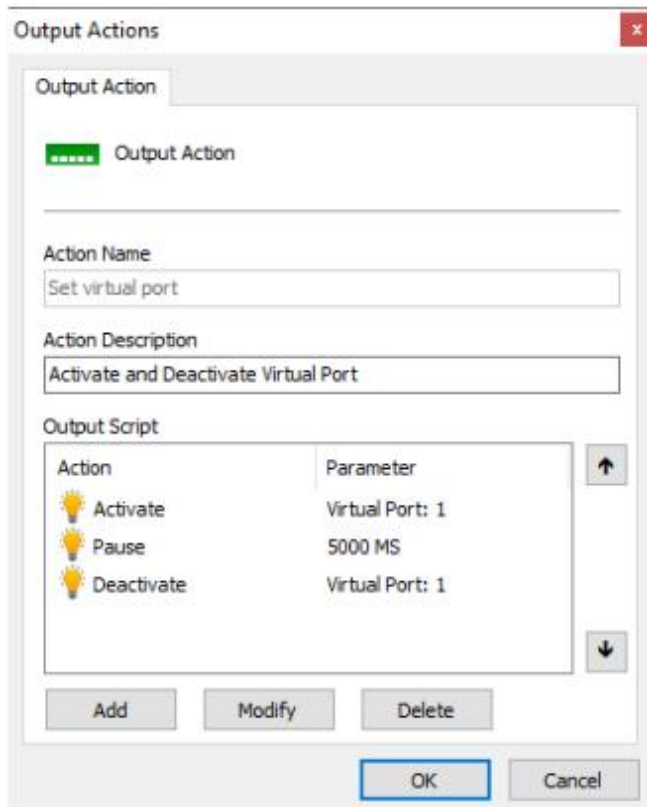 Output Actions
x
Output Action
Output Action
Action Name
Set virtual port
Action Description
Activate and Deactivate Virtual Port
Output Script
Action Parameter
Activate Virtual Port: 1
Pause 5000 MS
Deactivate Virtual Port: 1
Add Modify Delete
OK Cancel